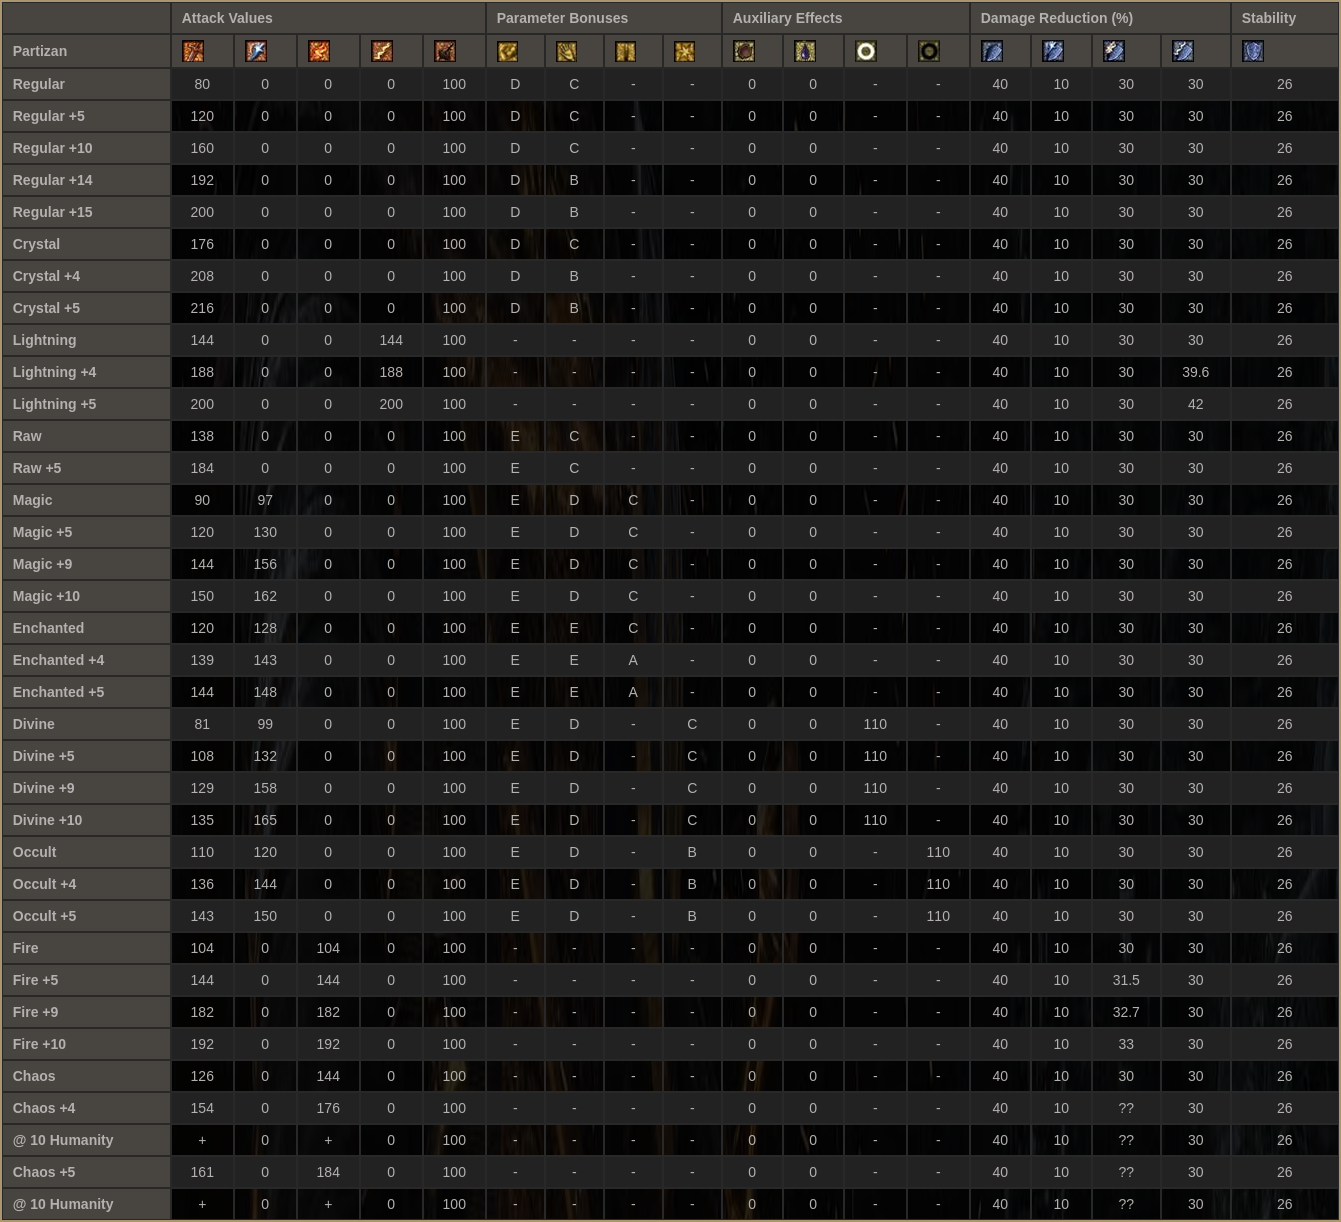 Attack Values Parameter Bonuses Auxiliary Effects Damage Reduction (%) Stability
Partizan
Regular 80 0 0 0 100 D C - - 0 0 - - 40 10 30 30 26
Regular +5 120 0 0 0 100 D C - - 0 0 - - 40 10 30 30 26
Regular +10 160 0 0 0 100 D C - - 0 0 - - 40 10 30 30 26
Regular +14 192 0 0 0 100 D B - - 0 0 - - 40 10 30 30 26
Regular +15 200 0 0 0 100 D B - - 0 0 - - 40 10 30 30 26
Crystal 176 0 0 0 100 D C - - 0 0 - - 40 10 30 30 26
Crystal +4 208 0 0 0 100 D B - - 0 0 - - 40 10 30 30 26
Crystal +5 216 0 0 0 100 D B - - 0 0 - - 40 10 30 30 26
Lightning 144 0 0 144 100 - - - - 0 0 - - 40 10 30 30 26
Lightning +4 188 0 0 188 100 - - - - 0 0 - - 40 10 30 39.6 26
Lightning +5 200 0 0 200 100 - - - - 0 0 - - 40 10 30 42 26
Raw 138 0 0 0 100 E C - - 0 0 - - 40 10 30 30 26
Raw +5 184 0 0 0 100 E C - - 0 0 - - 40 10 30 30 26
Magic 90 97 0 0 100 E D C - 0 0 - - 40 10 30 30 26
Magic +5 120 130 0 0 100 E D C - 0 0 - - 40 10 30 30 26
Magic +9 144 156 0 0 100 E D C - 0 0 - - 40 10 30 30 26
Magic +10 150 162 0 0 100 E D C - 0 0 - - 40 10 30 30 26
Enchanted 120 128 0 0 100 E E C - 0 0 - - 40 10 30 30 26
Enchanted +4 139 143 0 0 100 E E A - 0 0 - - 40 10 30 30 26
Enchanted +5 144 148 0 0 100 E E A - 0 0 - - 40 10 30 30 26
Divine 81 99 0 0 100 E D - C 0 0 110 - 40 10 30 30 26
Divine +5 108 132 0 0 100 E D - C 0 0 110 - 40 10 30 30 26
Divine +9 129 158 0 0 100 E D - C 0 0 110 - 40 10 30 30 26
Divine +10 135 165 0 0 100 E D - C 0 0 110 - 40 10 30 30 26
Occult 110 120 0 0 100 E D - B 0 0 - 110 40 10 30 30 26
Occult +4 136 144 0 0 100 E D - B 0 0 - 110 40 10 30 30 26
Occult +5 143 150 0 0 100 E D - B 0 0 - 110 40 10 30 30 26
Fire 104 0 104 0 100 - - - - 0 0 - - 40 10 30 30 26
Fire +5 144 0 144 0 100 - - - - 0 0 - - 40 10 31.5 30 26
Fire +9 182 0 182 0 100 - - - - 0 0 - - 40 10 32.7 30 26
Fire +10 192 0 192 0 100 - - - - 0 0 - - 40 10 33 30 26
Chaos 126 0 144 0 100 - - - - 0 0 - - 40 10 30 30 26
Chaos +4 154 0 176 0 100 - - - - 0 0 - - 40 10 ?? 30 26
@ 10 Humanity + 0 + 0 100 - - - - 0 0 - - 40 10 ?? 30 26
Chaos +5 161 0 184 0 100 - - - - 0 0 - - 40 10 ?? 30 26
@ 10 Humanity + 0 + 0 100 - - - - 0 0 - - 40 10 ?? 30 26